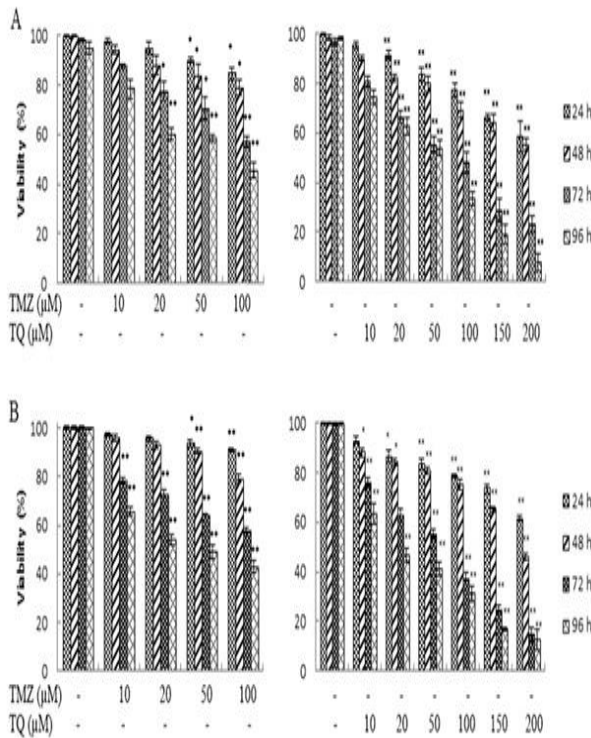 A
Viability (%)
100
80
60
40
20
0
TMZ (μM) - 10 20 50 100
TQ (μM) - - - - -
100
80
60
40
20
0
- - - - - - -
- 10 20 50 100 150 200
24 h
48 h
72 h
96 h
B
Viability (%)
100
80
60
40
20
0
TMZ(μM) - 10 20 50 100
TQ (μM) - - - - -
100
80
60
40
20
0
- - - - - - -
- 10 20 50 100 150 200
24 h
48 h
72 h
96 h